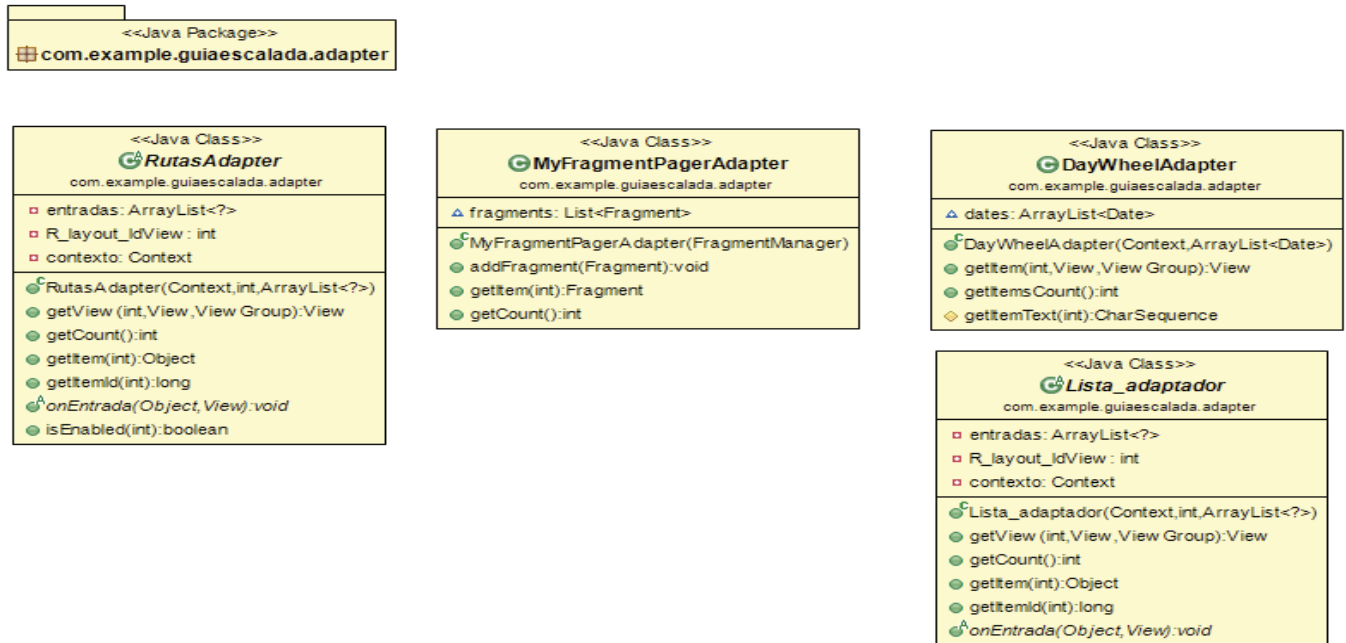 <<Java Package>>
com.example.guiaescalada.adapter
<<Java Class>>
RutasAdapter
com.example.guiaescalada.adapter
entradas: ArrayList<?>
R_layout_IdView : int
contexto: Context
RutasAdapter(Context,int,ArrayList<?>)
getView (int,View ,View Group):View
getCount():int
getItem(int):Object
getItemId(int):long
onEntrada(Object,View):void
isEnabled(int):boolean
<<Java Class>>
MyFragmentPagerAdapter
com.example.guiaescalada.adapter
fragments: List<Fragment>
MyFragmentPagerAdapter(FragmentManager)
addFragment(Fragment):void
getItem(int):Fragment
getCount():int
<<Java Class>>
DayWheelAdapter
com.example.guiaescalada.adapter
dates: ArrayList<Date>
DayWheelAdapter(Context,ArrayList<Date>)
getItem(int,View ,View Group):View
getItemsCount():int
getItemText(int):CharSequence
<<Java Class>>
Lista_adaptador
com.example.guiaescalada.adapter
entradas: ArrayList<?>
R_layout_IdView : int
contexto: Context
Lista_adaptador(Context,int,ArrayList<?>)
getView (int,View ,View Group):View
getCount():int
getItem(int):Object
getItemId(int):long
onEntrada(Object,View):void